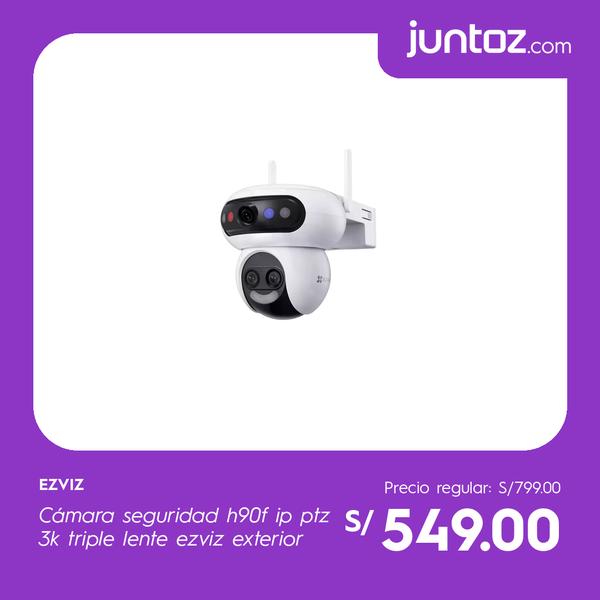 juntoz.com
EZVIZ
Cámara seguridad h90f ip ptz
3k triple lente ezviz exterior
Precio regular: S/799.00
S/ 549.00